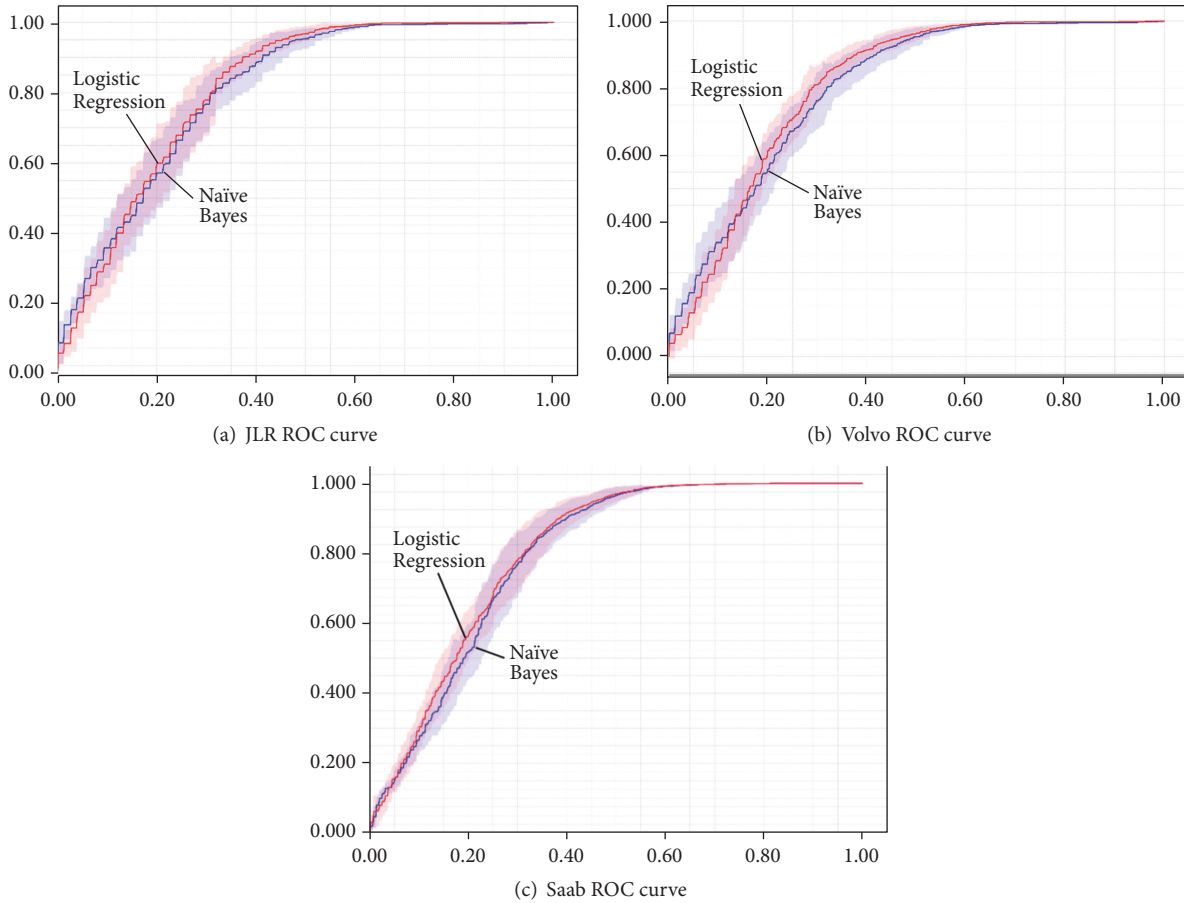 1.00
0.80
0.60
0.40
0.20
0.00
Logistic
Regression
Naïve
Bayes
0.00 0.20 0.40 0.60 0.80 1.00
(a) JLR ROC curve
1.000
0.800
0.600
0.400
0.200
0.000
Logistic
Regression
Naïve
Bayes
0.00 0.20 0.40 0.60 0.80 1.00
(b) Volvo ROC curve
1.000
0.800
0.600
0.400
0.200
0.000
Logistic
Regression
Naïve
Bayes
0.00 0.20 0.40 0.60 0.80 1.00
(c) Saab ROC curve